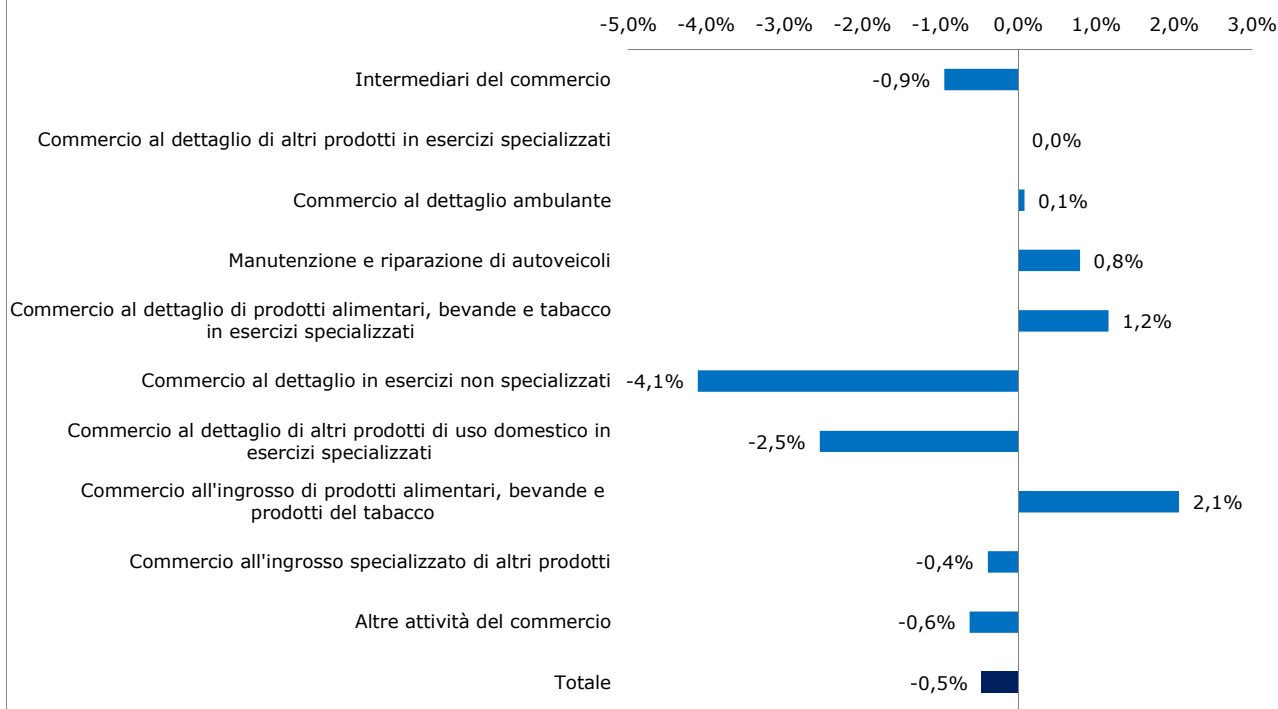 -5,0% -4,0% -3,0% -2,0% -1,0% 0,0% 1,0% 2,0% 3,0%
Intermediari del commercio -0,9%
Commercio al dettaglio di altri prodotti in esercizi specializzati 0,0%
Commercio al dettaglio ambulante 0,1%
Manutenzione e riparazione di autoveicoli 0,8%
Commercio al dettaglio di prodotti alimentari, bevande e tabacco
in esercizi specializzati 1,2%
Commercio al dettaglio in esercizi non specializzati -4,1%
Commercio al dettaglio di altri prodotti di uso domestico in
esercizi specializzati -2,5%
Commercio all'ingrosso di prodotti alimentari, bevande e
prodotti del tabacco 2,1%
Commercio all'ingrosso specializzato di altri prodotti -0,4%
Altre attività del commercio -0,6%
Totale -0,5%